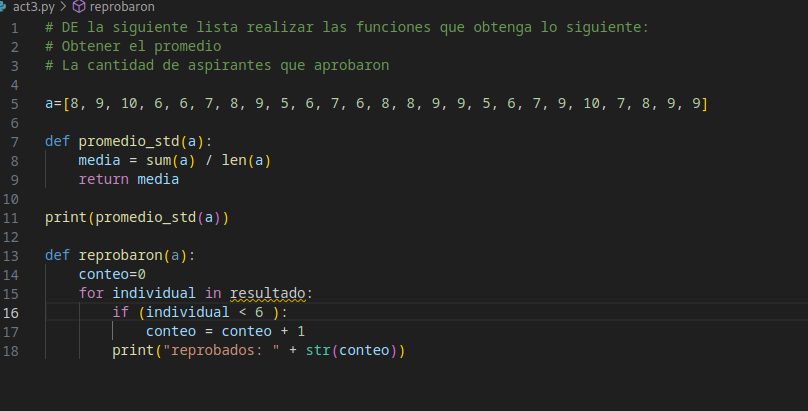 act3.py > reprobaron
1 # DE la siguiente lista realizar las funciones que obtenga lo siguiente:
2 # Obtener el promedio
3 # La cantidad de aspirantes que aprobaron
4
5 a=[8, 9, 10, 6, 6, 7, 8, 9, 5, 6, 7, 6, 8, 8, 9, 9, 5, 6, 7, 9, 10, 7, 8, 9, 9]
6
7 def promedio_std(a):
8     media = sum(a) / len(a)
9     return media
10
11 print(promedio_std(a))
12
13 def reprobaron(a):
14     conteo=0
15     for individual in resultado:
16         if (individual < 6 ):
17             conteo = conteo + 1
18         print("reprobados: " + str(conteo))